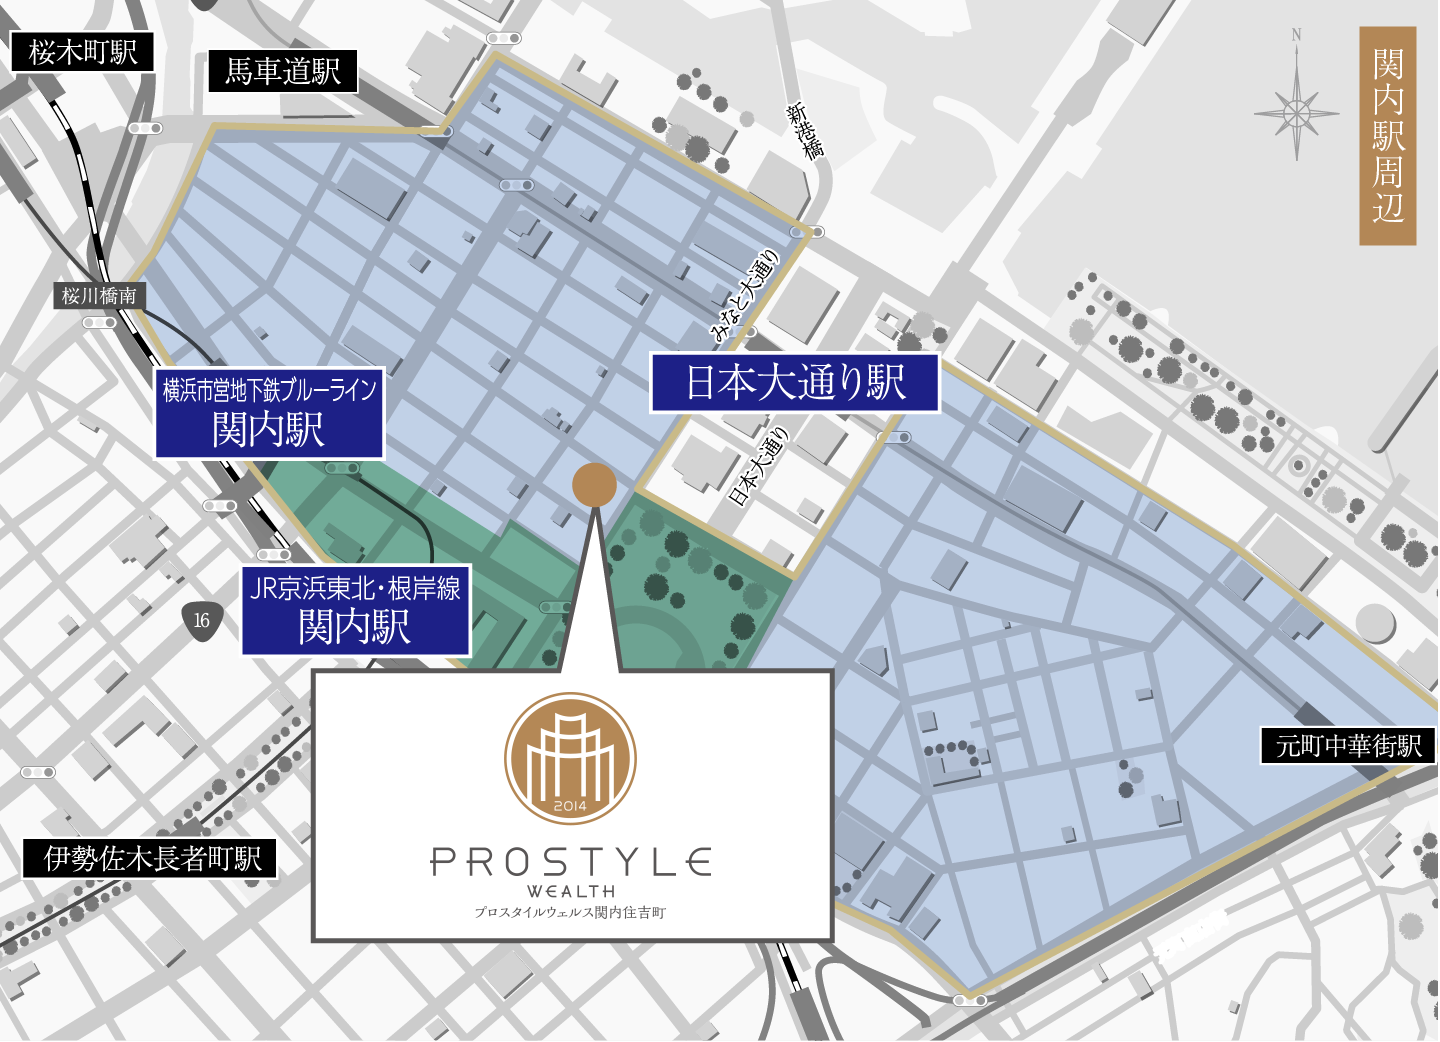 桜木町駅
馬車道駅
N
関内駅周辺
新港橋
桜川橋南
みなと大通り
横浜市営地下鉄ブルーライン
関内駅
日本大通り駅
日本大通り
JR京浜東北・根岸線
関内駅
16
元町中華街駅
伊勢佐木長者町駅
2014
PROSTYLE
WEALTH
プロスタイルウェルス関内住吉町